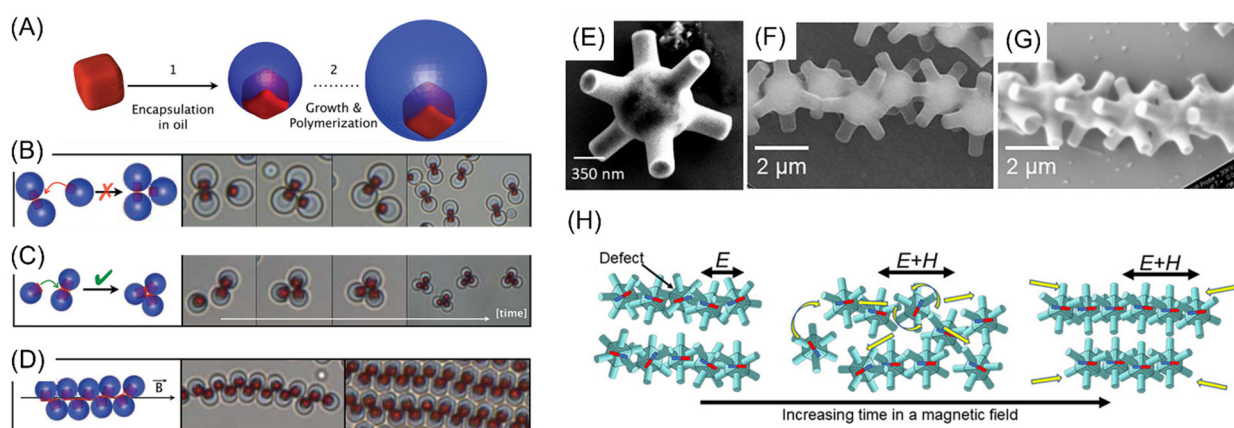 (A)
1
Encapsulation
in oil
2
Growth &
Polymerization
(B)
(C)
[time]
(D)
B
(E)
350 nm
(F)
2 μm
(G)
2 μm
(H)
Defect
E
E+H
E+H
Increasing time in a magnetic field